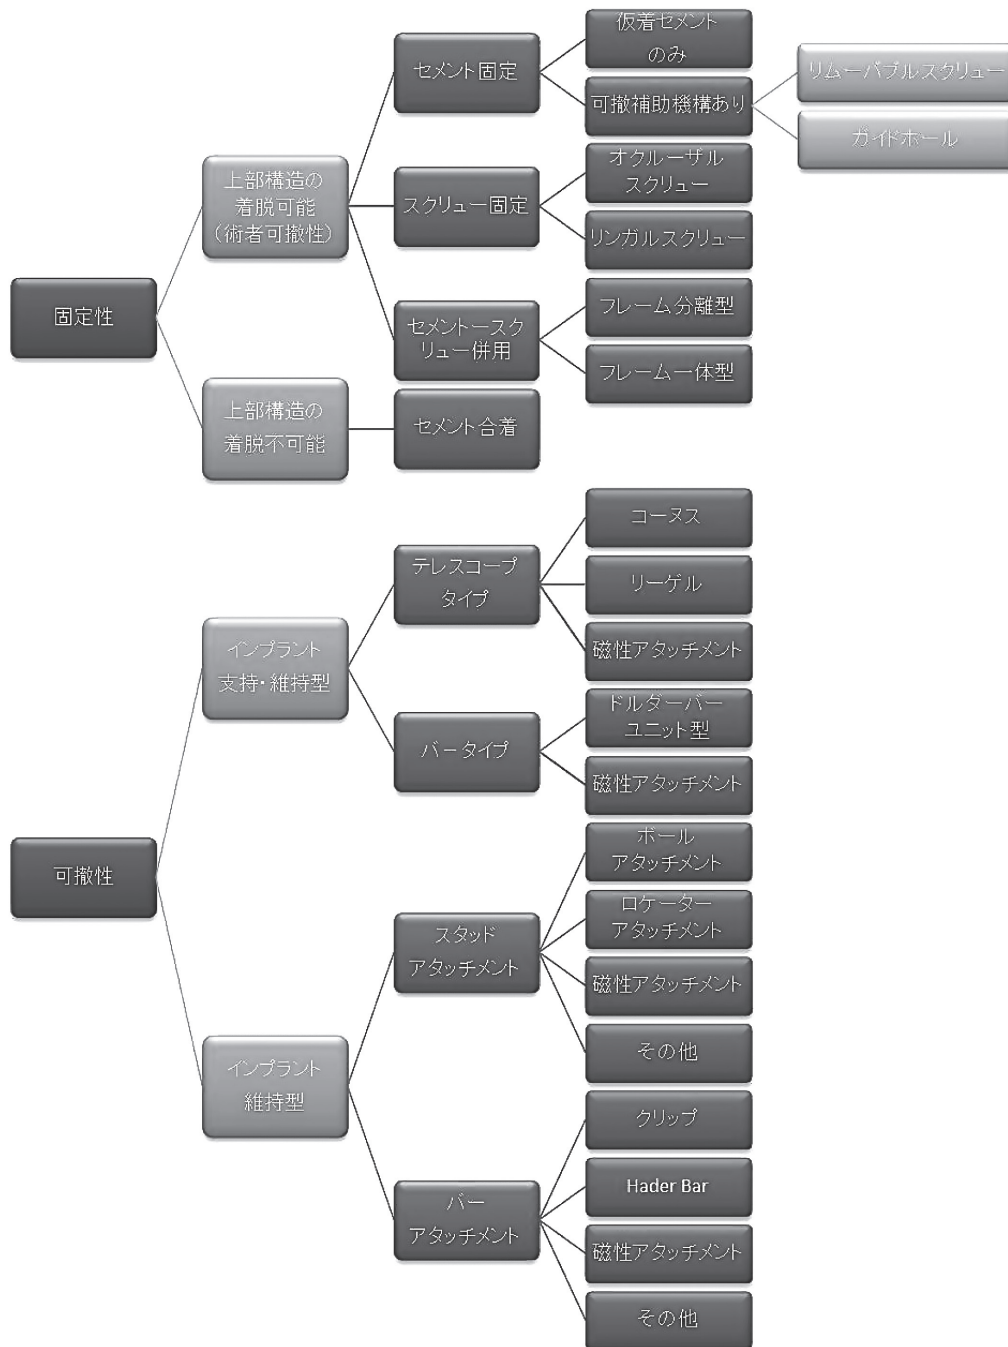 固定性
上部構造の
着脱可能
（術者可撤性）
セメント固定
仮着セメント
のみ
可撤補助機構あり
リムーバブルスクリュー
ガイドホール
スクリュー固定
オクルーザル
スクリュー
リンガルスクリュー
セメントースク
リュー併用
フレーム分離型
フレーム一体型
上部構造の
着脱不可能
セメント合着
可撤性
インプラント
支持・維持型
テレスコープ
タイプ
コーヌス
リーゲル
磁性アタッチメント
バータイプ
ドルダーバー
ユニット型
磁性アタッチメント
インプラント
維持型
スタッド
アタッチメント
ボール
アタッチメント
ロケーター
アタッチメント
磁性アタッチメント
その他
バー
アタッチメント
クリップ
Hader Bar
磁性アタッチメント
その他